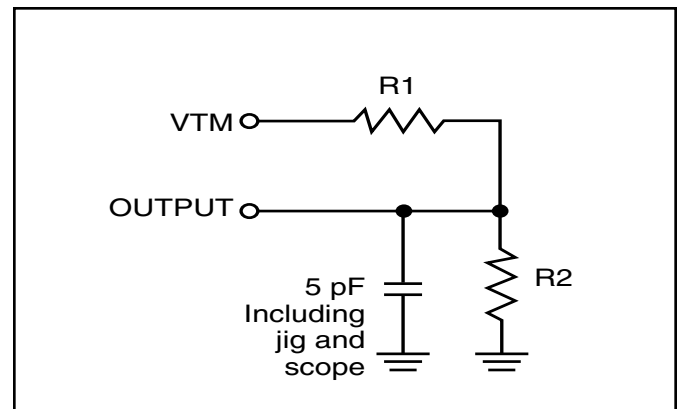 R1
VTM
OUTPUT
R2
5 pF
Including
jig and
scope